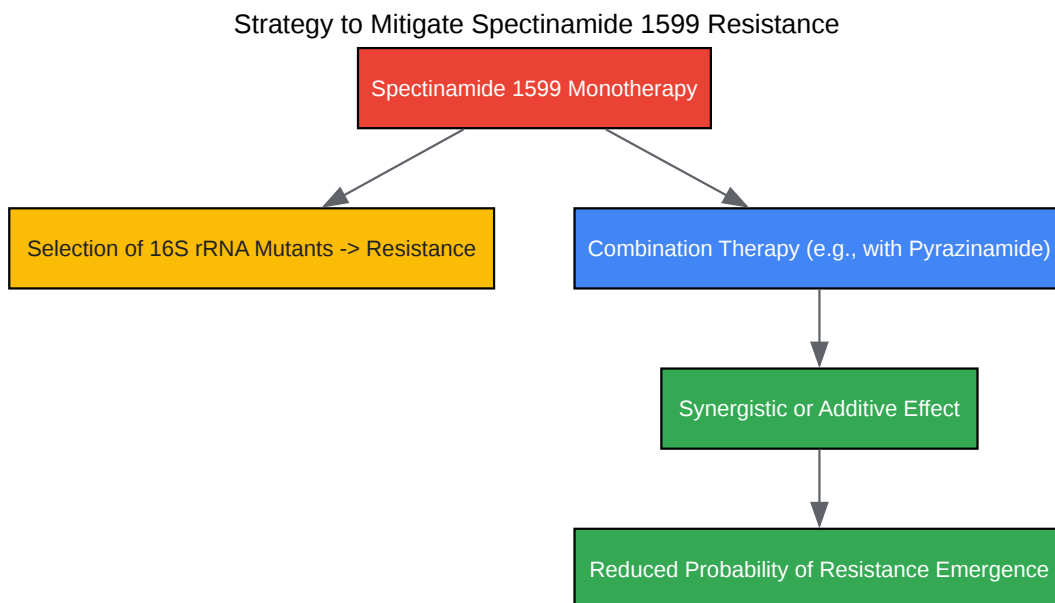 Strategy to Mitigate Spectinamide 1599 Resistance
Spectinamide 1599 Monotherapy
Selection of 16S rRNA Mutants -> Resistance
Combination Therapy (e.g., with Pyrazinamide)
Synergistic or Additive Effect
Reduced Probability of Resistance Emergence